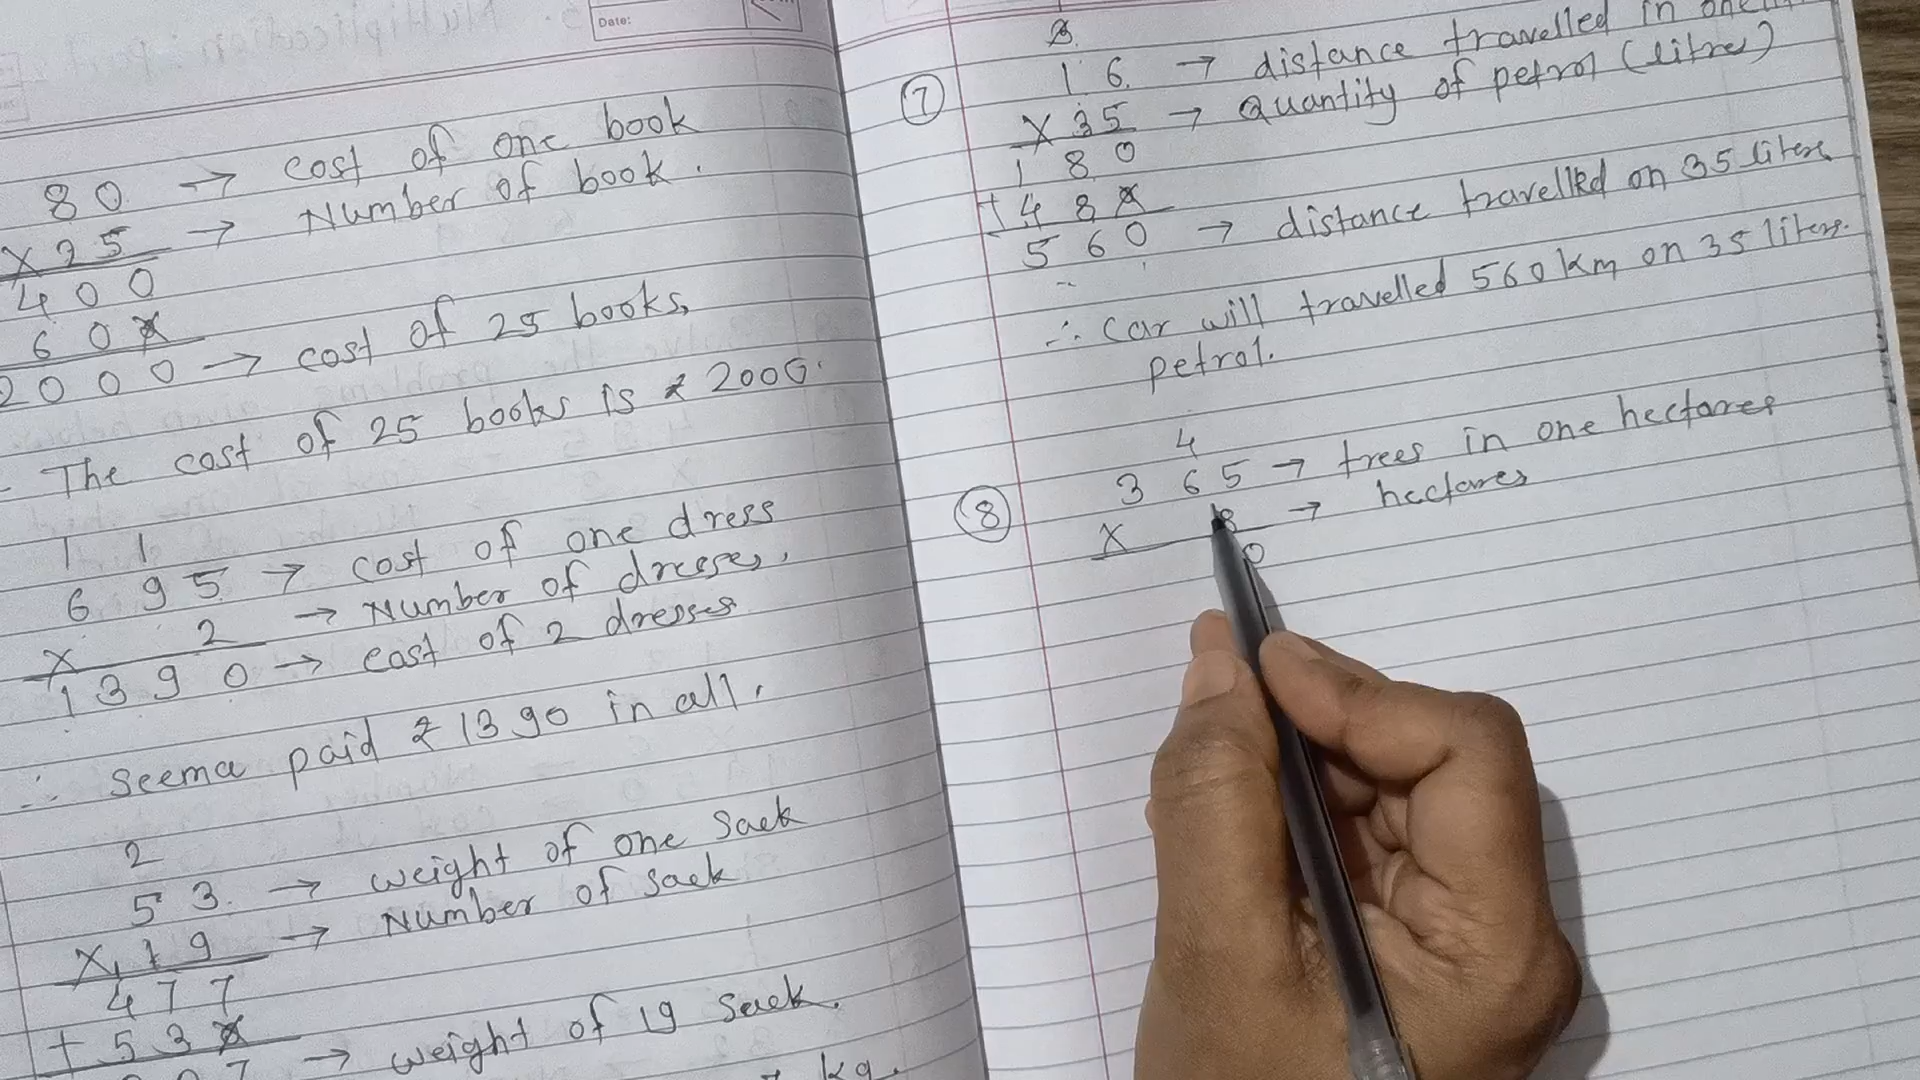 Date:
80. → cost of one book
x 25 → Number of book.
400
60x
2000 → cost of 25 books,
The cost of 25 books is ₹ 2000.
1 1
695 → cost of one dress
x 2 → Number of dresses.
1390 → cost of 2 dresses
∴ Seema paid ₹ 1390 in all.
2
53. → weight of one sack
x 19 → Number of sack
477
+ 53x
7 → weight of 19 sack.
kg.
16 → distance travelled in one
(7)
x 35 → Quantity of petrol (litre)
180
+ 48x
560 → distance travelled on 35 liters
∴ Car will travelled 560 km on 35 liters.
petrol.
4
(8) 365 → trees in one hectares
x 8 → hectares
0